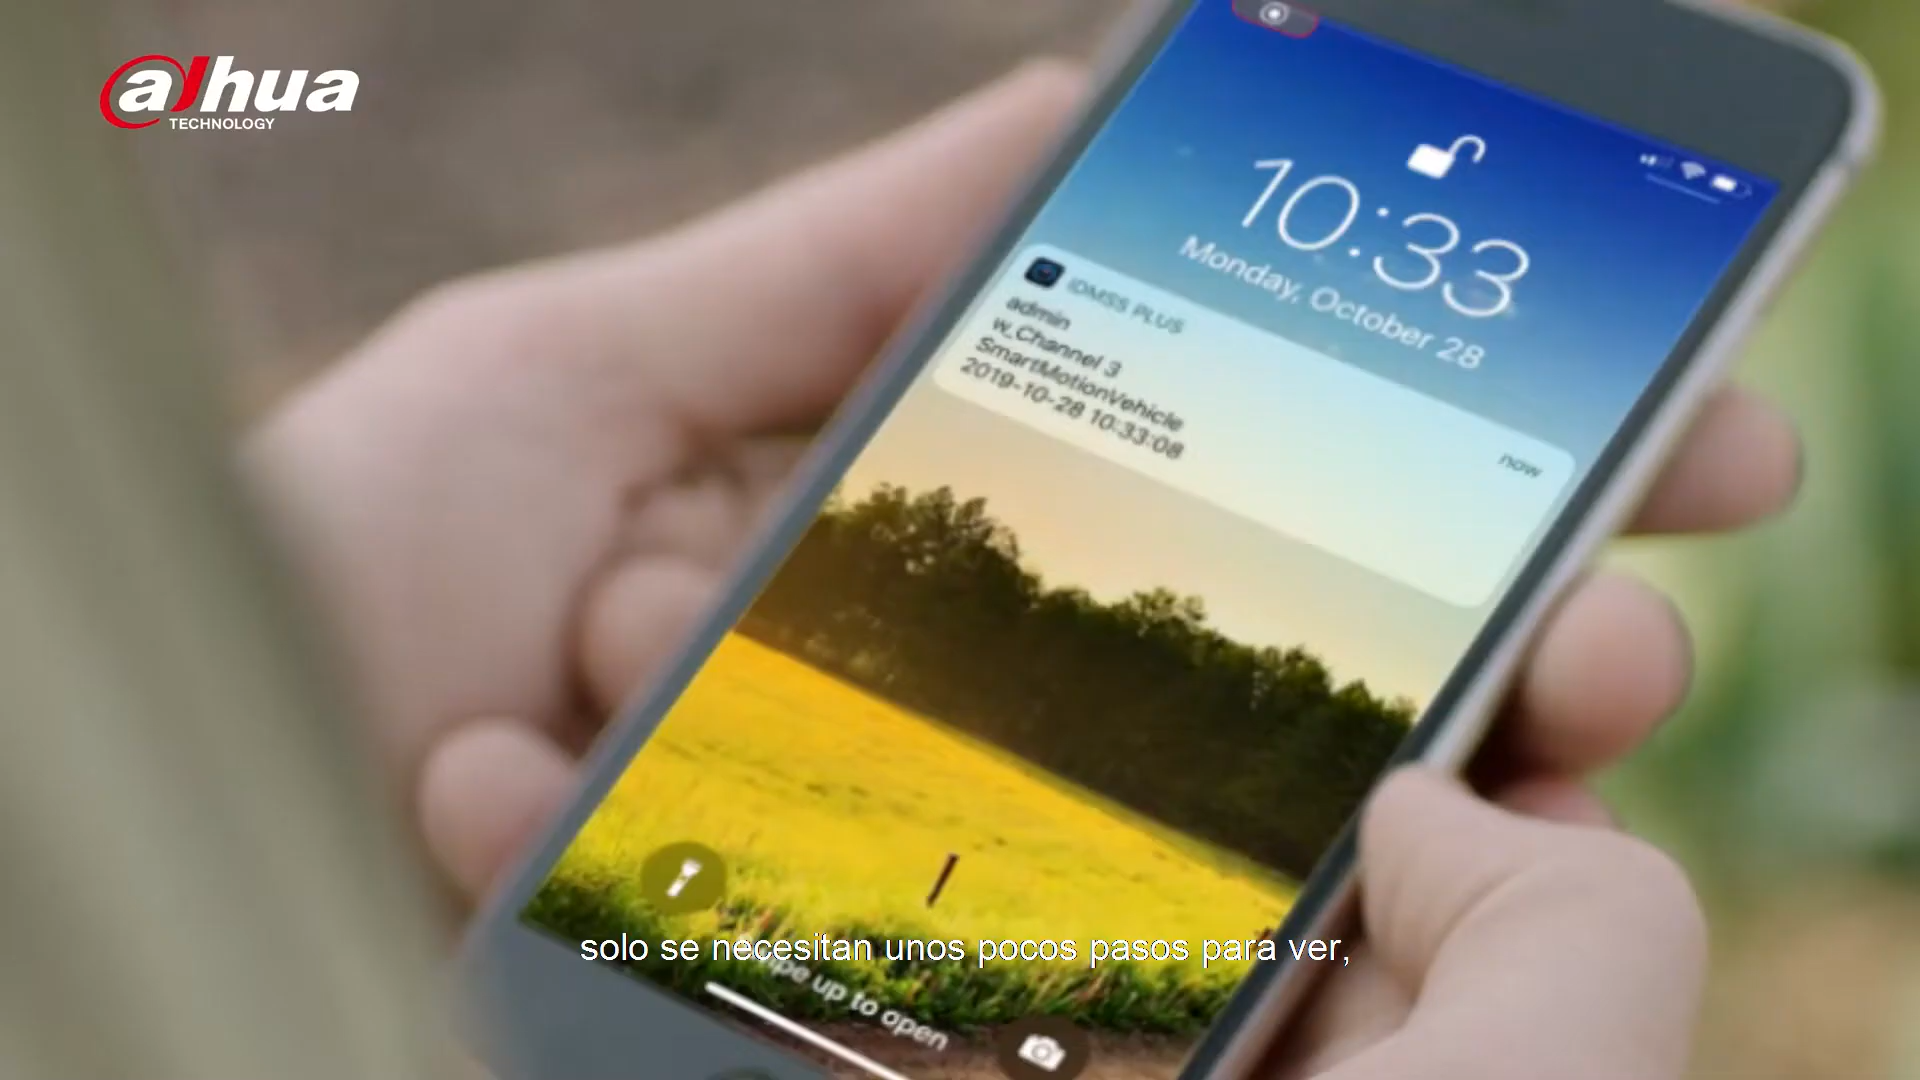 alhua
TECHNOLOGY
10:33
Monday, October 28
IDMSS PLUS
now
admin
w_Channel 3
SmartMotionVehicle
2019-10-28 10:33:08
solo se necesitan unos pocos pasos para ver,
up to open